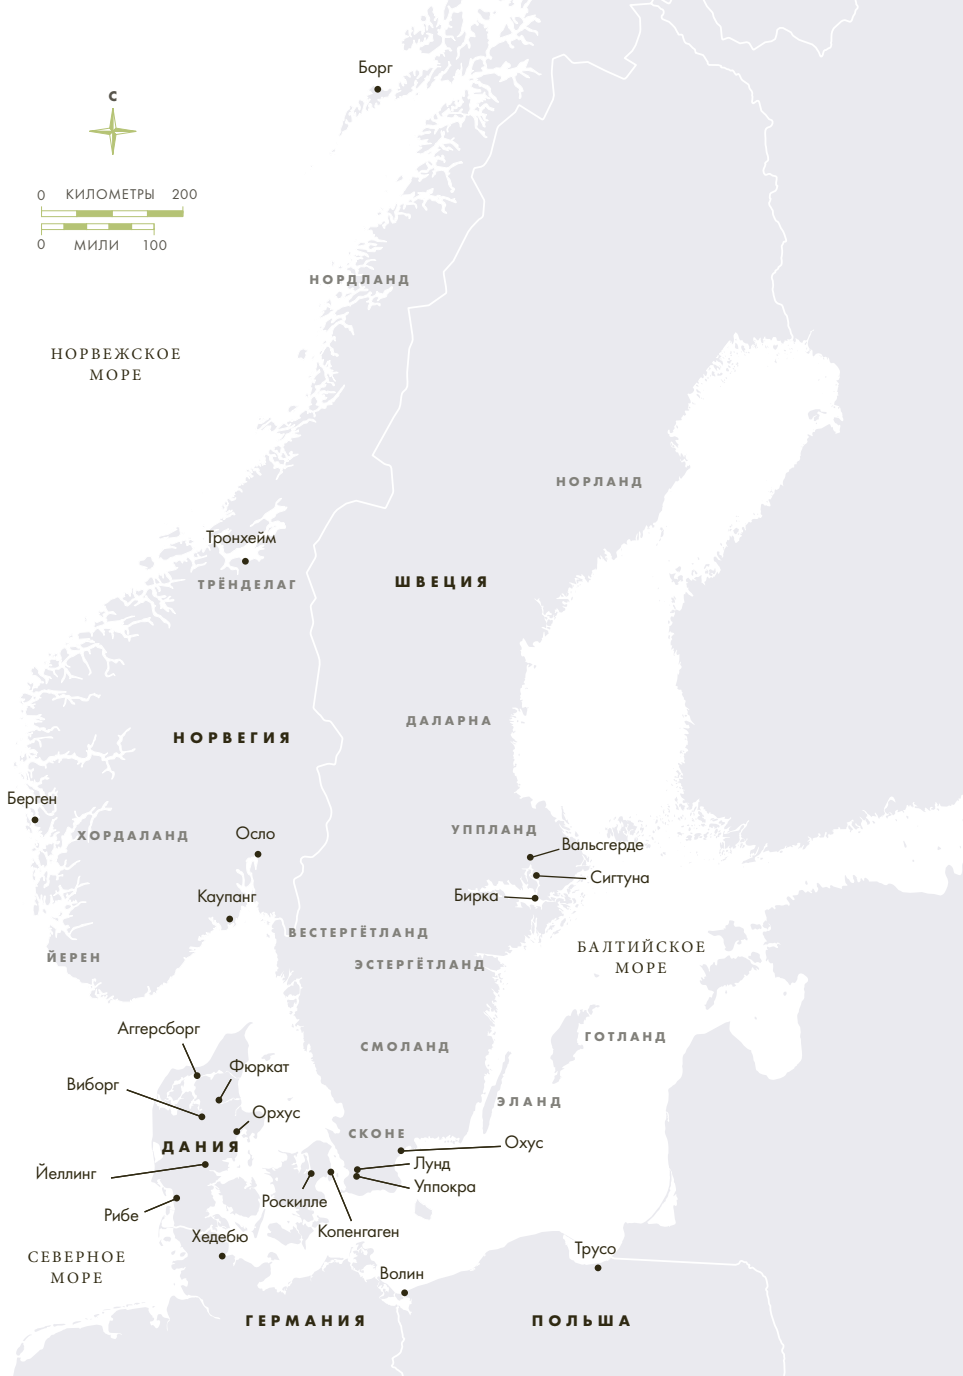 Борг
С
0 КИЛОМЕТРЫ 200
0 МИЛИ 100
НОРДЛАНД
НОРВЕЖСКОЕ
МОРЕ
НОРЛАНД
Тронхейм
ТРЁНДЕЛАГ
ШВЕЦИЯ
ДАЛАРНА
НОРВЕГИЯ
Берген
ХОРДАЛАНД
Осло
УППЛАНД
Вальсгерде
Сигтуна
Бирка
Каупанг
ВЕСТЕРГЁТЛАНД
БАЛТИЙСКОЕ
МОРЕ
ЙЕРЕН
ЭСТЕРГЁТЛАНД
Аггерсборг
ГОТЛАНД
СМОЛАНД
Фюркат
Виборг
ЭЛАНД
Орхус
СКОНЕ
Охус
ДАНИЯ
Лунд
Йеллинг
Уппокра
Роскилле
Рибе
Копенгаген
Хедебю
СЕВЕРНОЕ
МОРЕ
Трусо
Волин
ГЕРМАНИЯ
ПОЛЬША